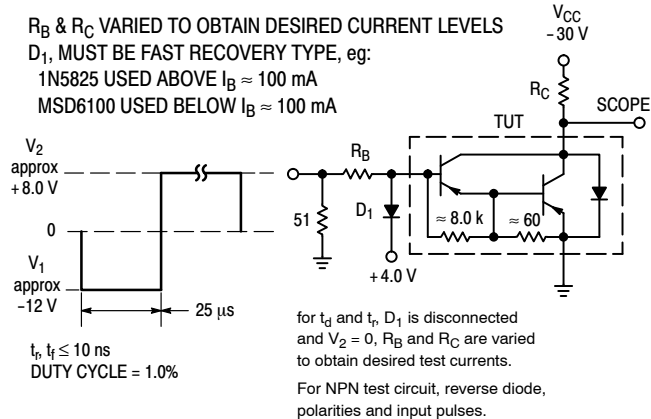 R_B & R_C VARIED TO OBTAIN DESIRED CURRENT LEVELS
D_1, MUST BE FAST RECOVERY TYPE, eg:
1N5825 USED ABOVE I_B ≈ 100 mA
MSD6100 USED BELOW I_B ≈ 100 mA
V_CC
-30 V
R_C
SCOPE
TUT
V_2
approx
+8.0 V
0
V_1
approx
-12 V
25 μs
R_B
51
D_1
+4.0 V
≈ 8.0 k
≈ 60
t_r, t_f ≤ 10 ns
DUTY CYCLE = 1.0%
for t_d and t_r, D_1 is disconnected
and V_2 = 0, R_B and R_C are varied
to obtain desired test currents.
For NPN test circuit, reverse diode,
polarities and input pulses.